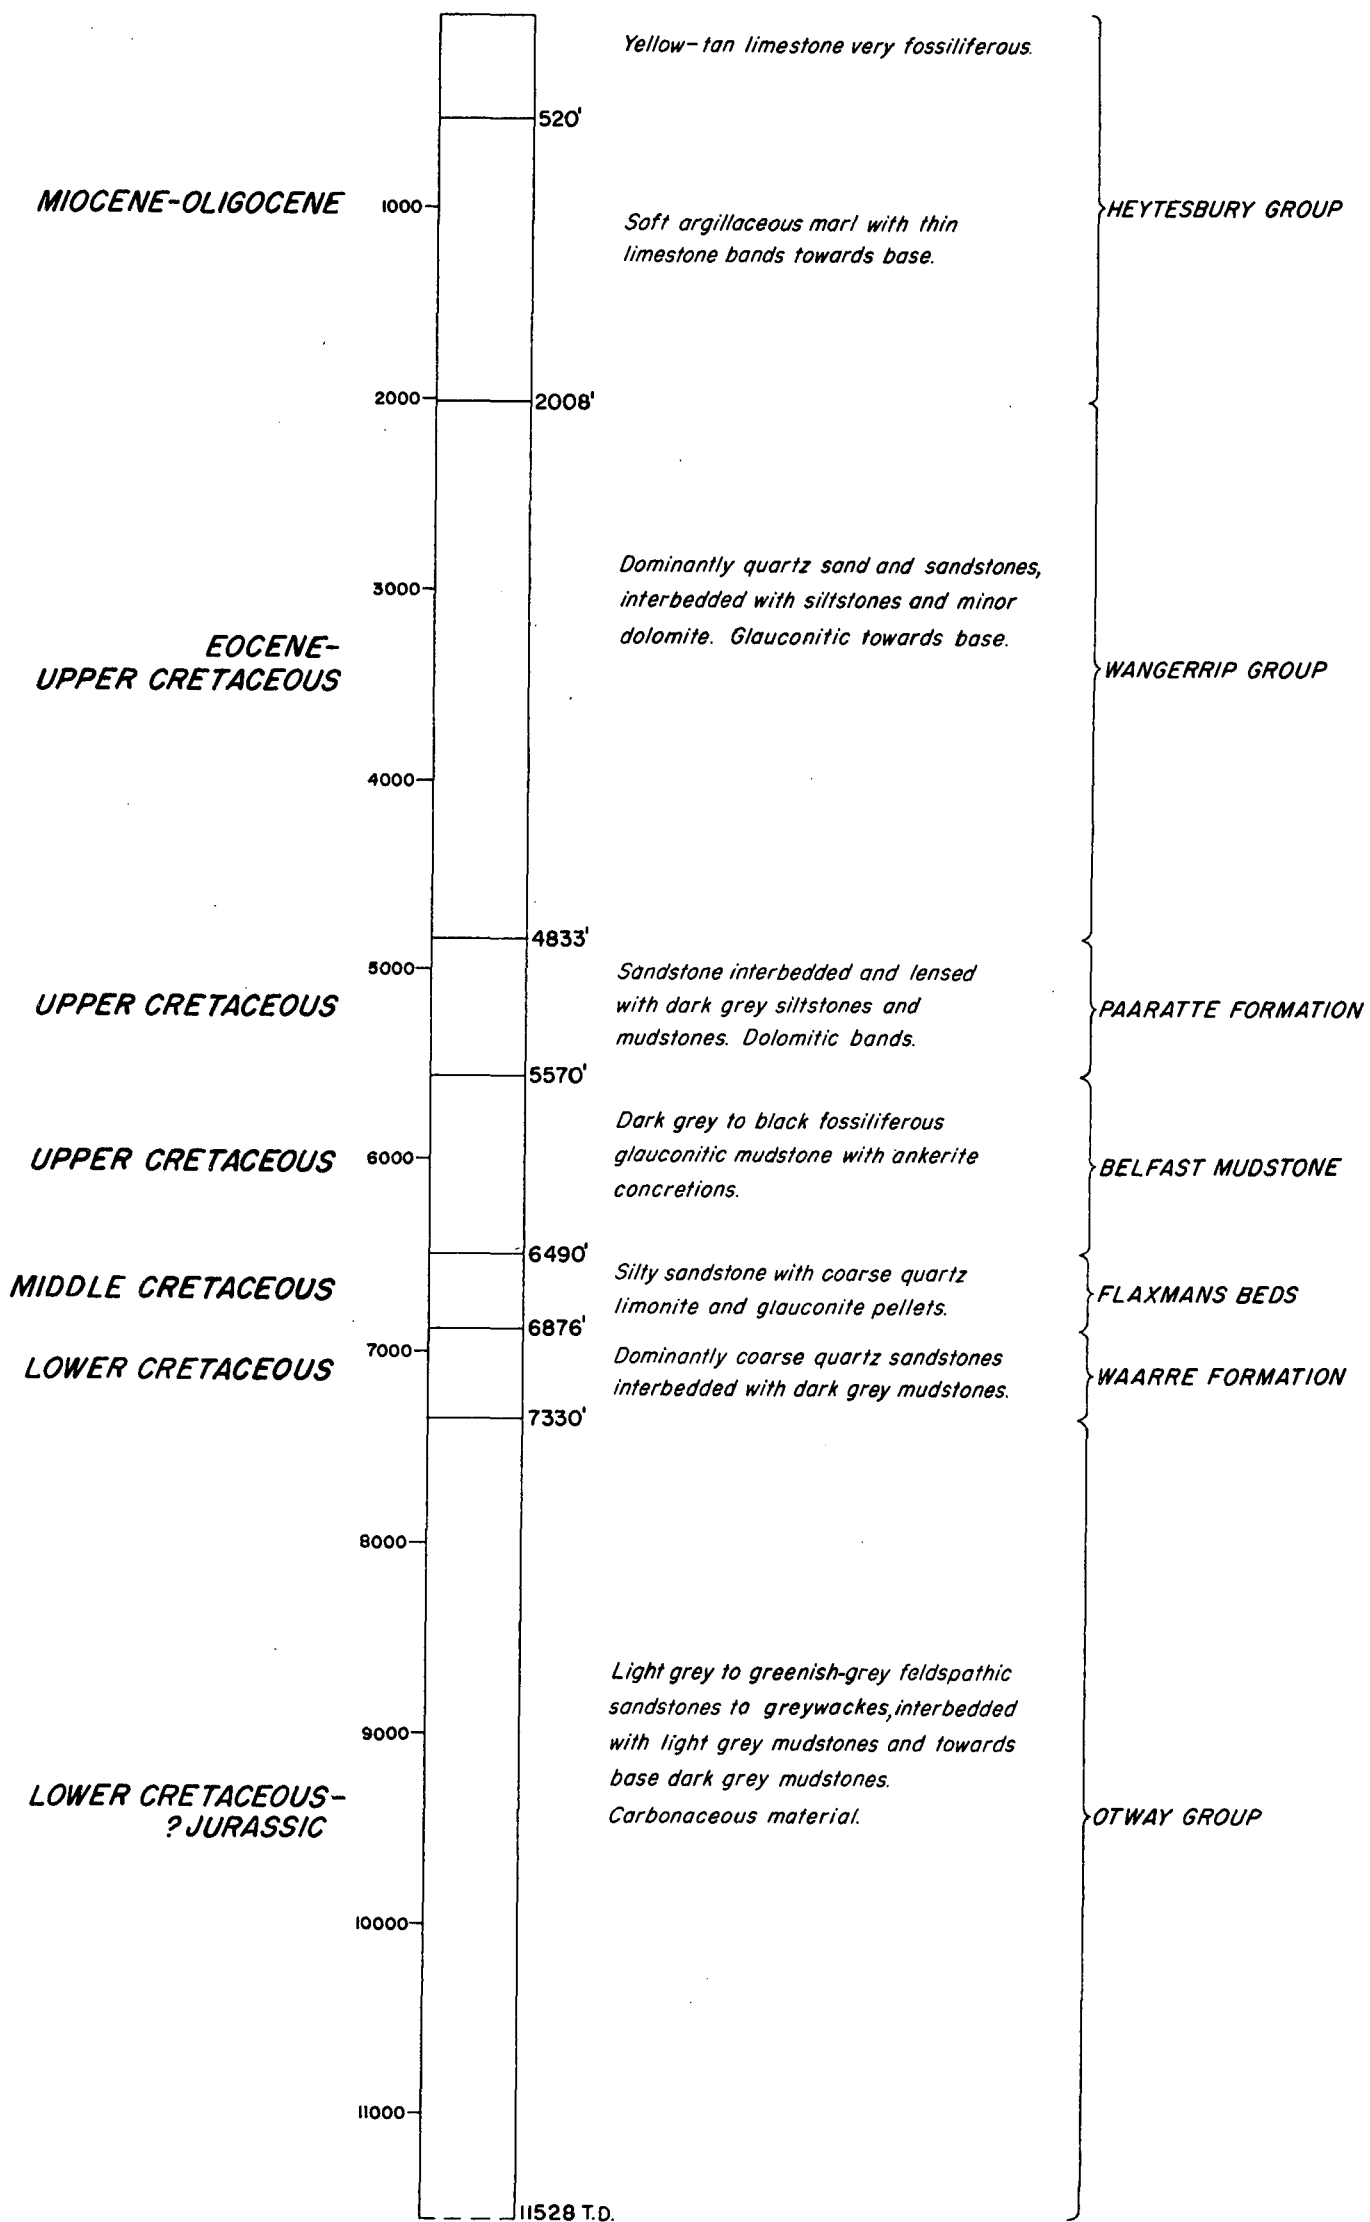 Yellow-tan limestone very fossiliferous.
520'
MIOCENE-OLIGOCENE
1000
HEYTESBURY GROUP
Soft argillaceous marl with thin
limestone bands towards base.
2000
2008'
Dominantly quartz sand and sandstones,
3000
interbedded with siltstones and minor
dolomite. Glauconitic towards base.
EOCENE-
UPPER CRETACEOUS
WANGERRIP GROUP
4000
4833'
5000
Sandstone interbedded and lensed
with dark grey siltstones and
mudstones. Dolomitic bands.
UPPER CRETACEOUS
PAARATTE FORMATION
5570'
Dark grey to black fossiliferous
glauconitic mudstone with ankerite
concretions.
UPPER CRETACEOUS
6000
BELFAST MUDSTONE
6490'
Silty sandstone with coarse quartz
limonite and glauconite pellets.
MIDDLE CRETACEOUS
FLAXMANS BEDS
6876'
7000
Dominantly coarse quartz sandstones
interbedded with dark grey mudstones.
LOWER CRETACEOUS
WAARRE FORMATION
7330'
8000
Light grey to greenish-grey feldspathic
sandstones to greywackes, interbedded
9000
with light grey mudstones and towards
base dark grey mudstones.
Carbonaceous material.
LOWER CRETACEOUS-
? JURASSIC
OTWAY GROUP
10000
11000
11528 T.D.